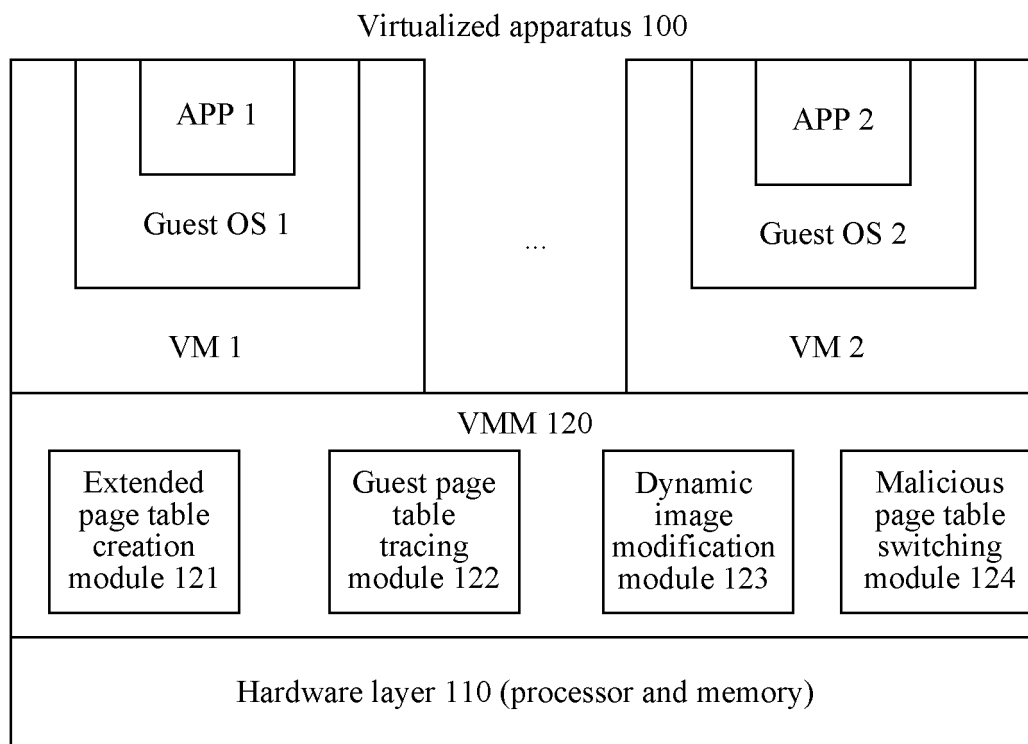 Virtualized apparatus 100
APP 1
APP 2
Guest OS 1
Guest OS 2
...
VM 1
VM 2
VMM 120
Extended
page table
creation
module 121
Guest page
table
tracing
module 122
Dynamic
image
modification
module 123
Malicious
page table
switching
module 124
Hardware layer 110 (processor and memory)